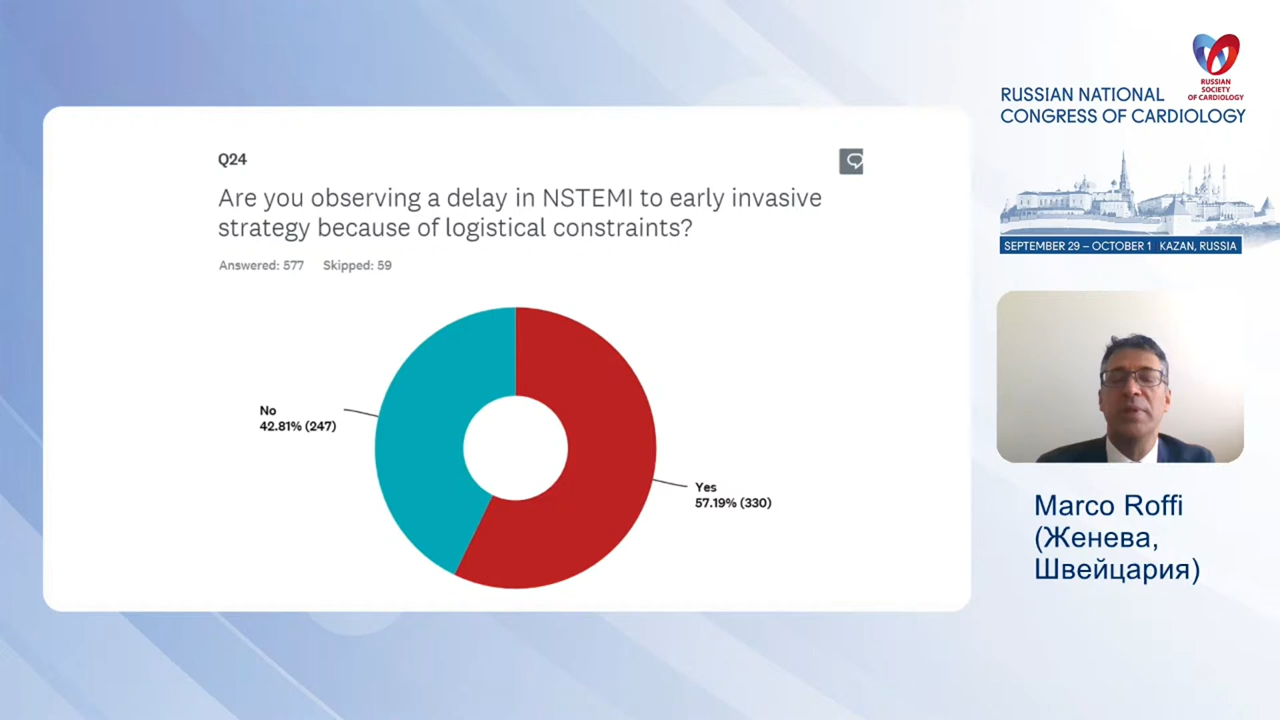 Q24
Are you observing a delay in NSTEMI to early invasive
strategy because of logistical constraints?
Answered: 577 Skipped: 59
No
42.81% (247)
Yes
57.19% (330)
RUSSIAN
SOCIETY
OF CARDIOLOGY
RUSSIAN NATIONAL
CONGRESS OF CARDIOLOGY
SEPTEMBER 29 – OCTOBER 1 KAZAN, RUSSIA
Marco Roffi
(Женева,
Швейцария)